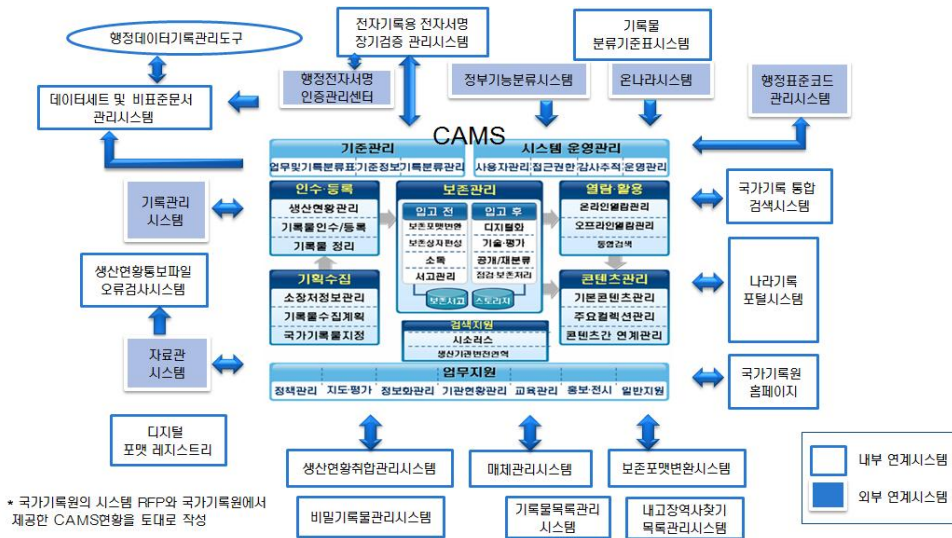 행정데이터기록관리도구
전자기록용 전자서명
장기검증 관리시스템
기록물
분류기준표시스템
행정전자서명
인증관리센터
정부기능분류시스템
온나라시스템
행정표준코드
관리시스템
데이터세트 및 비표준문서
관리시스템
CAMS
기준관리
업무및기록분류표 기준정보 기록분류관리
시스템 운영관리
사용자관리 접근권한 감사추적 운영관리
기록관리
시스템
인수·등록
생산현황관리
기록물인수/등록
기록물 정리
보존관리
입고 전
보존포맷변환
보존상자편성
소독
서고관리
입고 후
디지털화
기술·평가
공개/재분류
점검 보존처리
보존서고
스토리지
열람·활용
온라인열람관리
오프라인열람관리
통합검색
국가기록 통합
검색시스템
생산현황통보파일
오류검사시스템
기획수집
소장처정보관리
기록물수집계획
국가기록물지정
콘텐츠관리
기본콘텐츠관리
주요컬렉션관리
콘텐츠간 연계관리
나라기록
포털시스템
검색지원
시소러스
생산기관변천연혁
자료관
시스템
업무지원
정책관리 지도·평가 정보화관리 기관현황관리 교육관리 홍보·전시 일반지원
국가기록원
홈페이지
디지털
포맷 레지스트리
생산현황취합관리시스템
매체관리시스템
보존포맷변환시스템
비밀기록물관리시스템
기록물목록관리
시스템
내고장역사찾기
목록관리시스템
내부 연계시스템
외부 연계시스템
* 국가기록원의 시스템 RFP와 국가기록원에서
제공한 CAMS현황을 토대로 작성